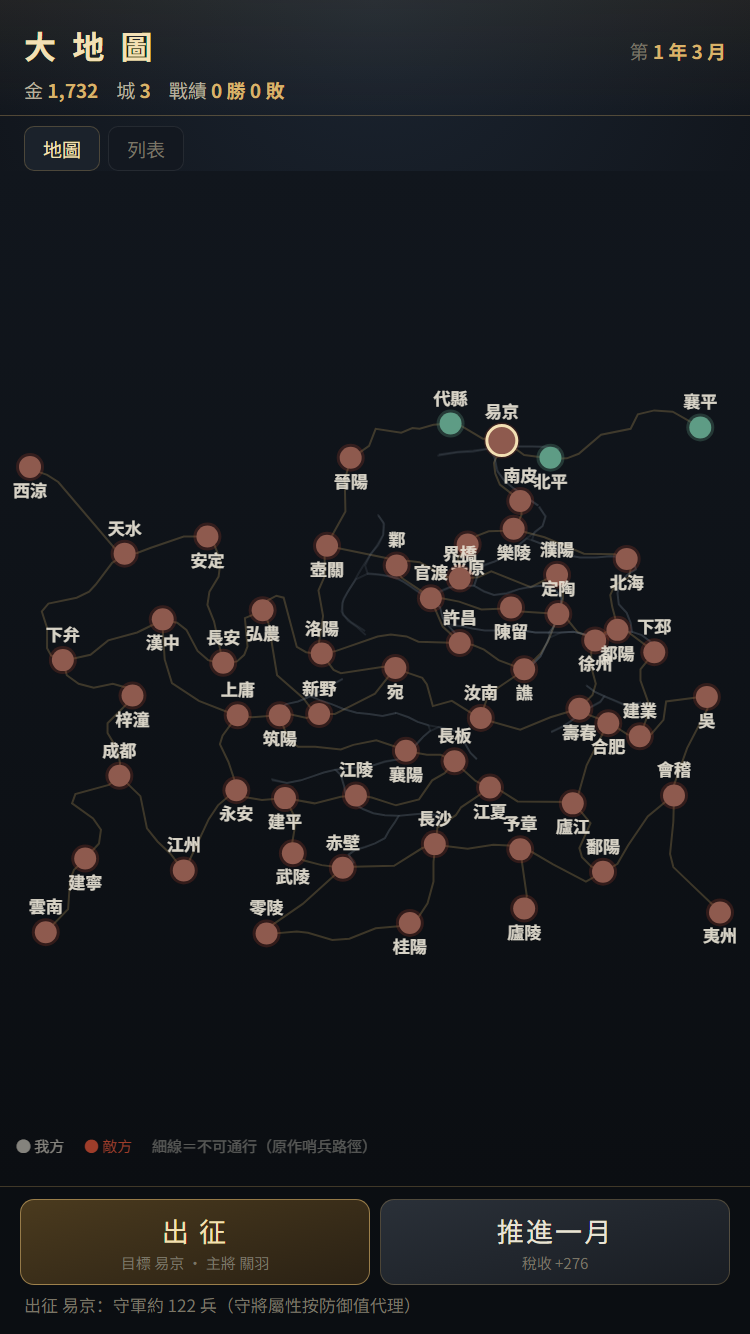 大地圖
第 1 年 3 月
金 1,732 城 3 戰績 0 勝 0 敗
地圖 列表
代縣
易京
襄平
晉陽
南皮
北平
西涼
天水
安定
壺關
鄴
界橋
平原
樂陵
濮陽
北海
官渡
定陶
下弁
漢中
長安
弘農
洛陽
許昌
陳留
下邳
徐州
都陽
上庸
新野
宛
汝南
譙
梓潼
筑陽
壽春
合肥
建業
吳
成都
江陵
襄陽
長板
會稽
永安
建平
赤壁
長沙
江夏
予章
廬江
鄱陽
江州
建寧
武陵
雲南
零陵
桂陽
廬陵
夷州
我方 敵方 細線＝不可通行（原作哨兵路徑）
出征
目標 易京 · 主將 關羽
推進一月
稅收 +276
出征 易京：守軍約 122 兵（守將屬性按防御值代理）